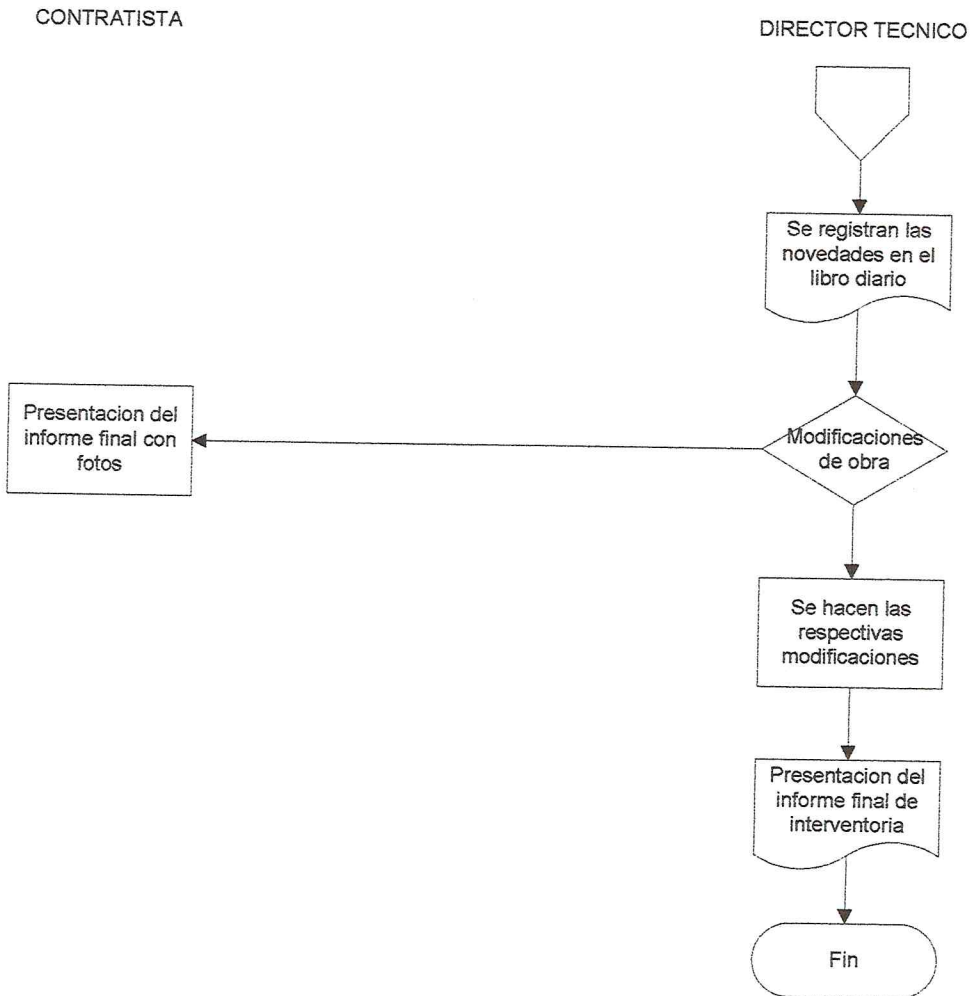 CONTRATISTA
DIRECTOR TECNICO
Se registran las
novedades en el
libro diario
Presentacion del
informe final con
fotos
Modificaciones
de obra
Se hacen las
respectivas
modificaciones
Presentacion del
informe final de
interventoria
Fin